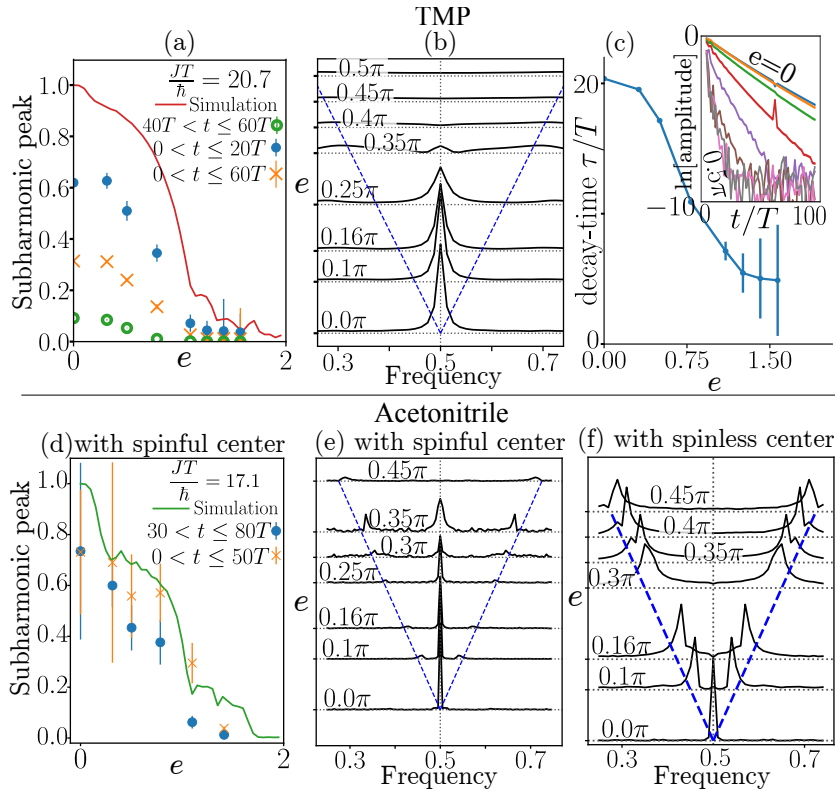 TMP
(a)
JT/ħ = 20.7
Simulation
40T < t ≤ 60T
0 < t ≤ 20T
0 < t ≤ 60T
Subharmonic peak
1.0
0.8
0.6
0.4
0.2
0.0
0
2
e
(b)
0.5π
0.45π
0.4π
0.35π
0.25π
0.16π
0.1π
0.0π
e
0.3
0.5
0.7
Frequency
(c)
decay-time τ/T
20
0
0.00
0.75
1.50
e
0
ln[amplitude]
−10
e=0
0.5π
t/T
100
Acetonitrile
(d) with spinful center
JT/ħ = 17.1
Simulation
30 < t ≤ 80T
0 < t ≤ 50T
Subharmonic peak
1.0
0.8
0.6
0.4
0.2
0.0
0
2
e
(e) with spinful center
0.45π
0.35π
0.3π
0.25π
0.16π
0.1π
0.0π
e
0.3
0.5
0.7
Frequency
(f) with spinless center
0.45π
0.4π
0.35π
0.3π
0.16π
0.1π
0.0π
e
0.3
0.5
0.7
Frequency